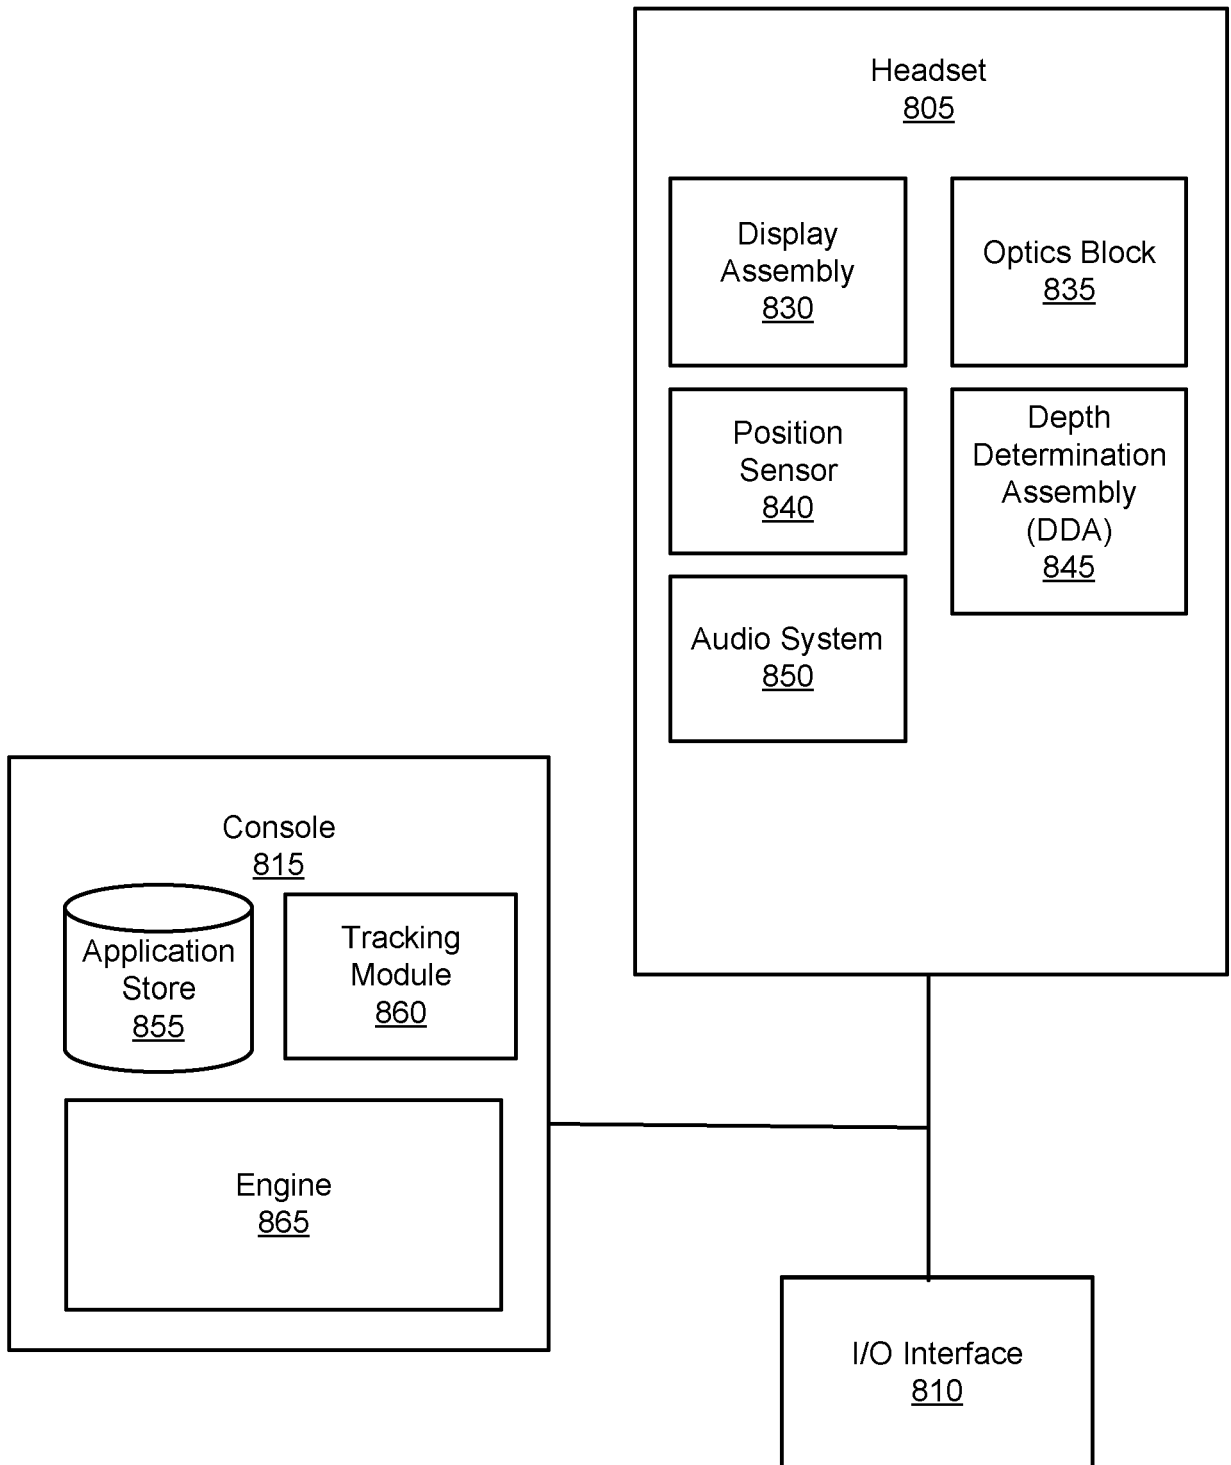 Headset
805
Display
Assembly
830
Optics Block
835
Position
Sensor
840
Depth
Determination
Assembly
(DDA)
845
Audio System
850
Console
815
Application
Store
855
Tracking
Module
860
Engine
865
I/O Interface
810